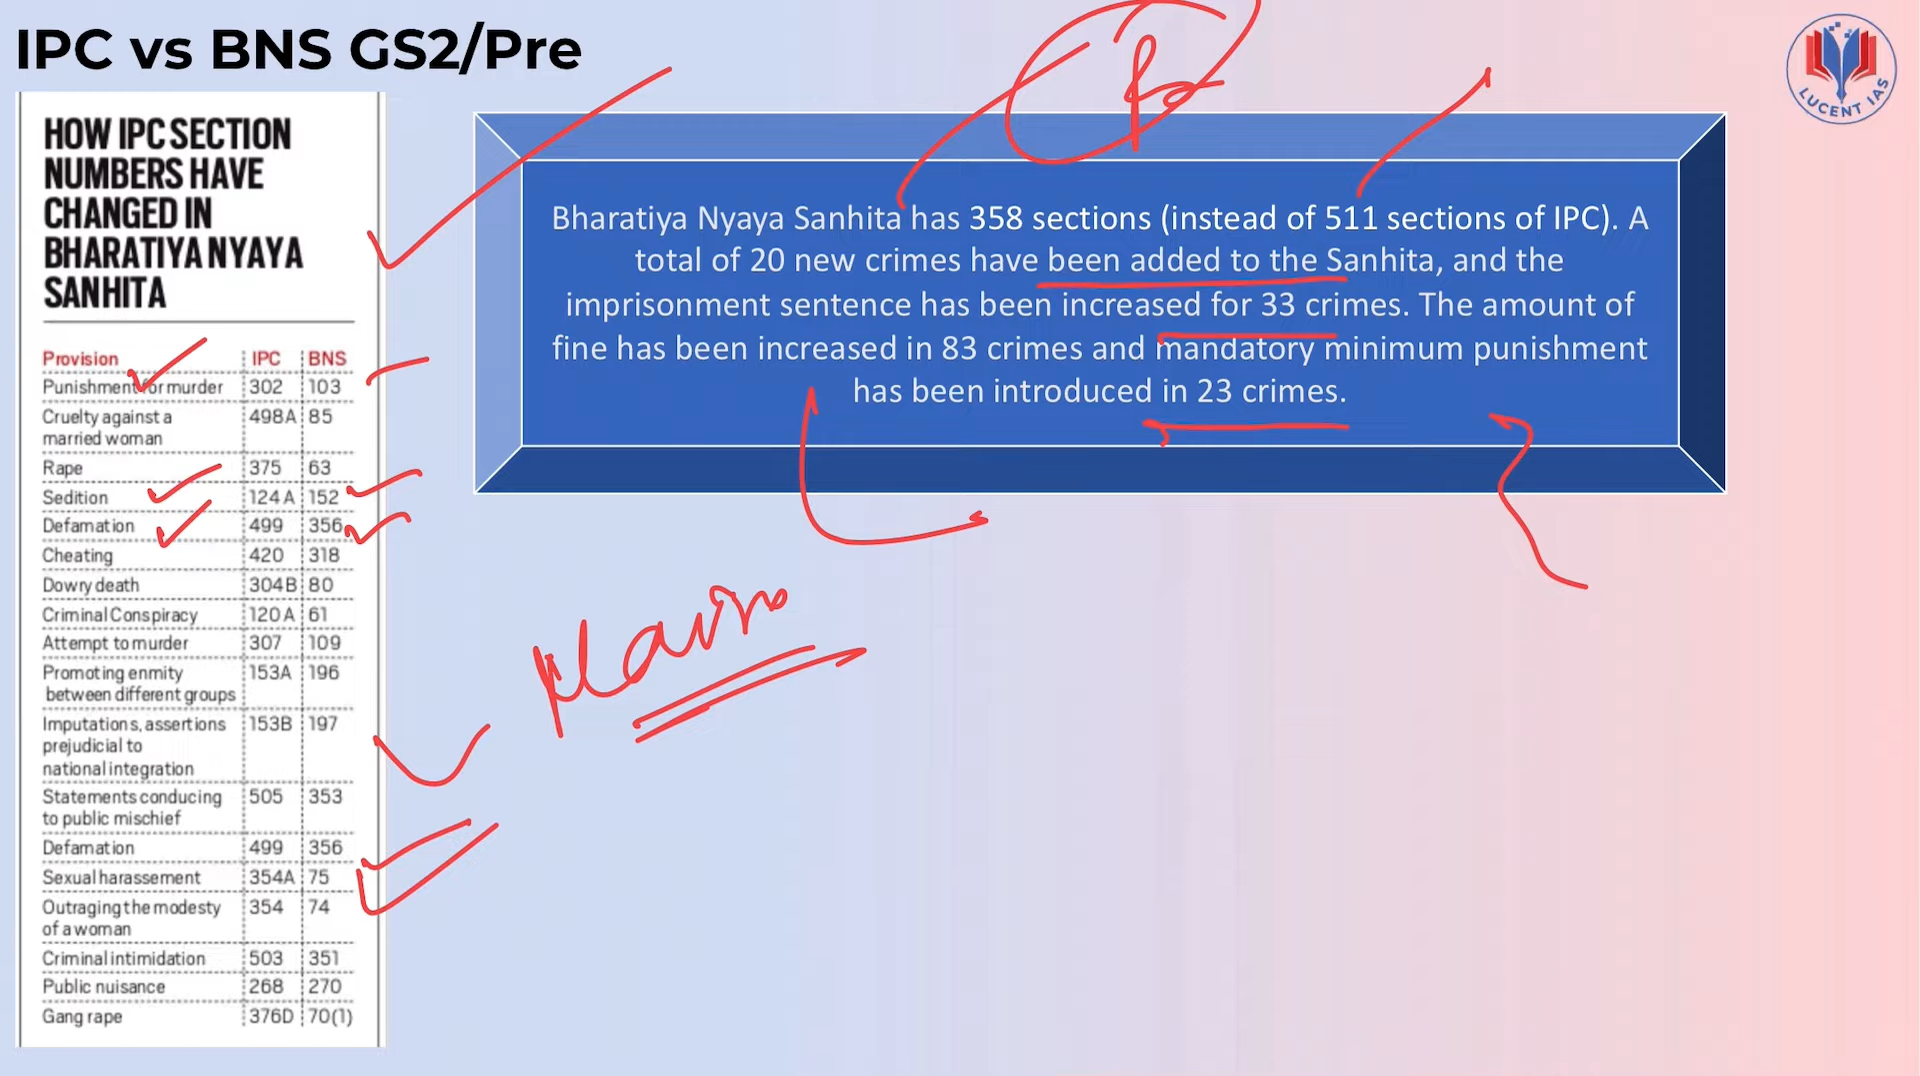 IPC vs BNS GS2/Pre
LUCENT IAS
HOW IPC SECTION
NUMBERS HAVE
CHANGED IN
BHARATIYA NYAYA
SANHITA
Provision IPC BNS
Punishment for murder 302 103
Cruelty against a
married woman 498A 85
Rape 375 63
Sedition 124 A 152
Defamation 499 356
Cheating 420 318
Dowry death 304B 80
Criminal Conspiracy 120 A 61
Attempt to murder 307 109
Promoting enmity
between different groups 153A 196
Imputations, assertions
prejudicial to
national integration 153B 197
Statements conducing
to public mischief 505 353
Defamation 499 356
Sexual harassement 354A 75
Outraging the modesty
of a woman 354 74
Criminal intimidation 503 351
Public nuisance 268 270
Gang rape 376D 70(1)
Bharatiya Nyaya Sanhita has 358 sections (instead of 511 sections of IPC). A
total of 20 new crimes have been added to the Sanhita, and the
imprisonment sentence has been increased for 33 crimes. The amount of
fine has been increased in 83 crimes and mandatory minimum punishment
has been introduced in 23 crimes.
Mains